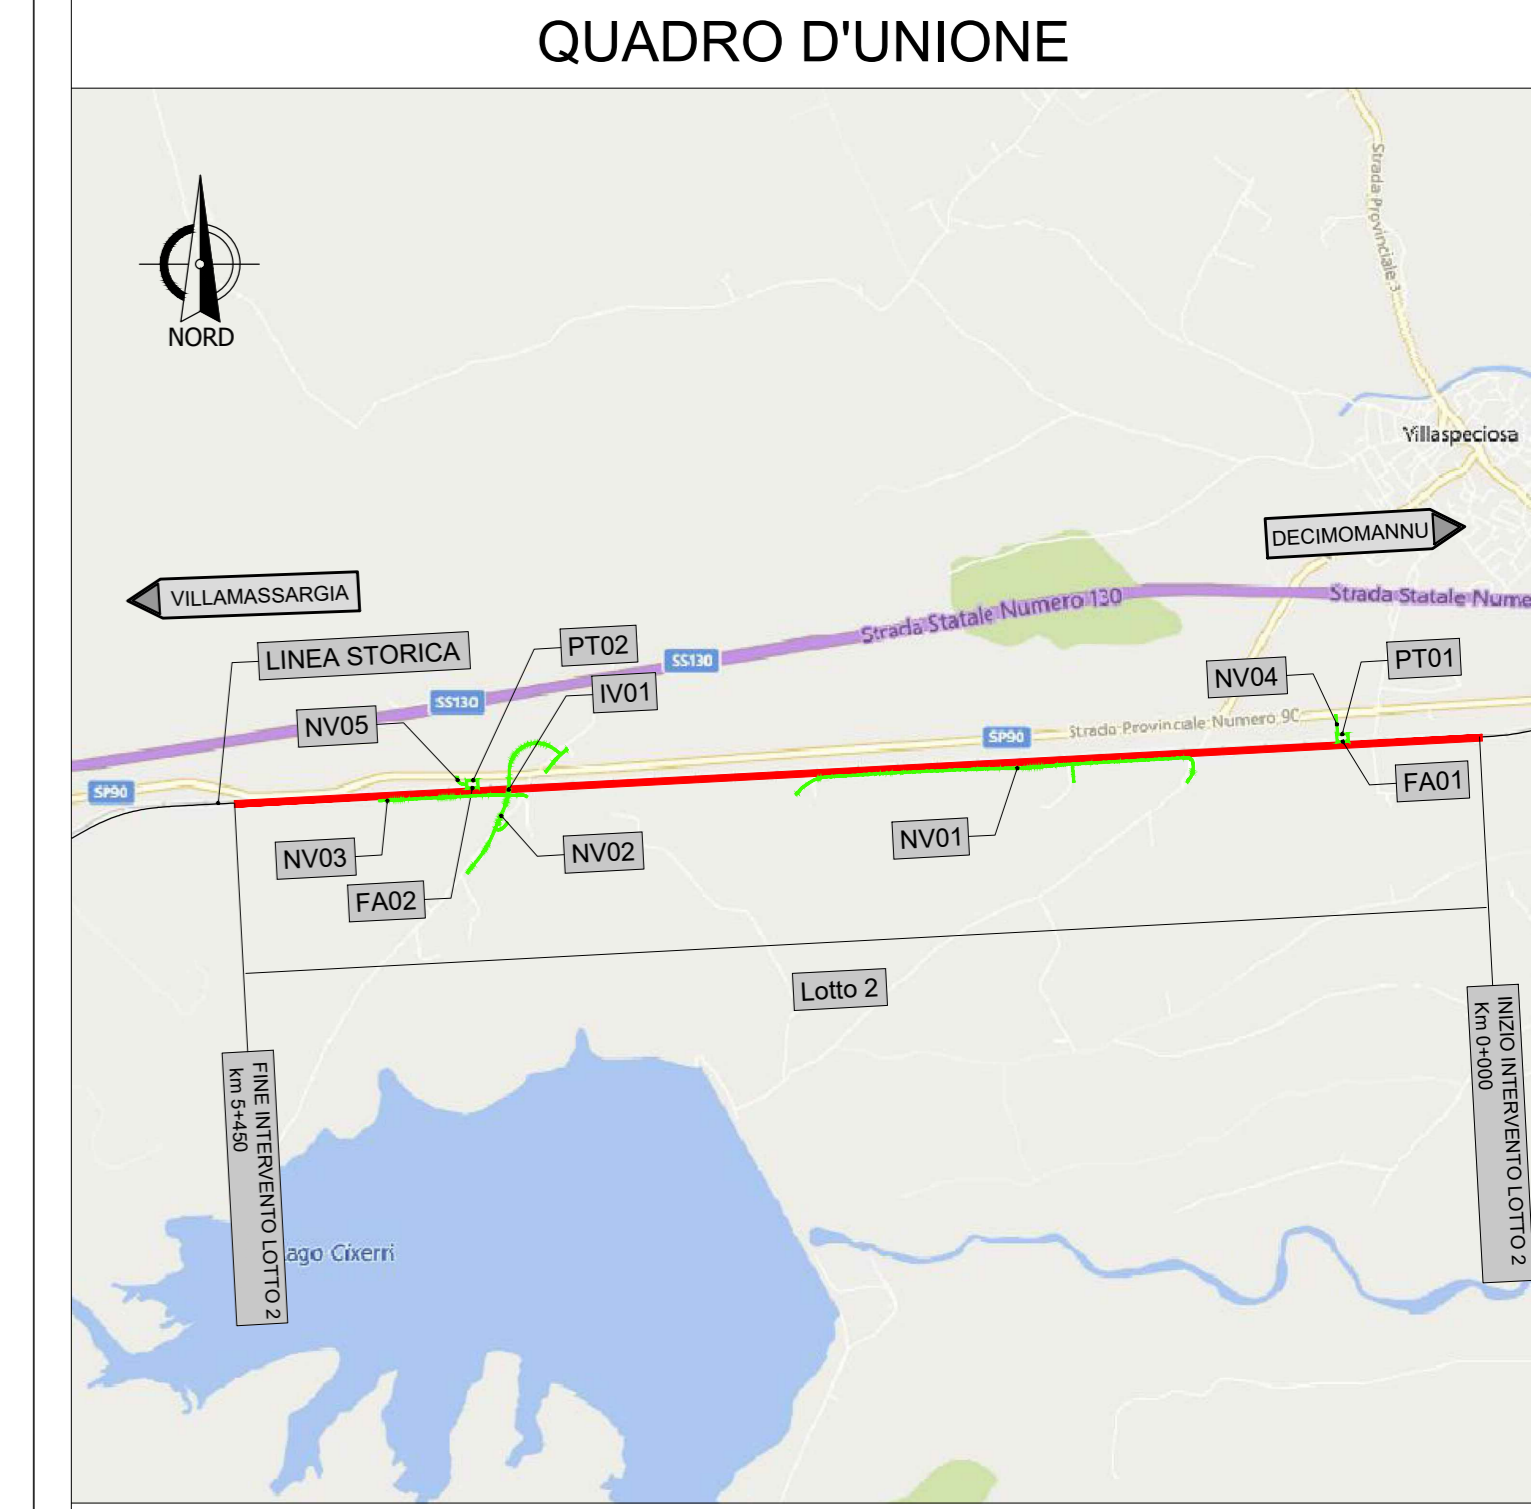 QUADRO D'UNIONE
NORD
Strada Provinciale 3
Villaspeciosa
DECIMOMANNU
VILLAMASSARGIA
Strada Statale Numero 130
Strada Statale Nume
LINEA STORICA
PT02
SS130
IV01
SS130
NV05
NV04
PT01
SP90
Strada Provinciale Numero 90
SP90
FA01
NV03
NV02
NV01
FA02
Lotto 2
INIZIO INTERVENTO LOTTO 2
Km 0+000
FINE INTERVENTO LOTTO 2
km 5+450
ago Cixerri